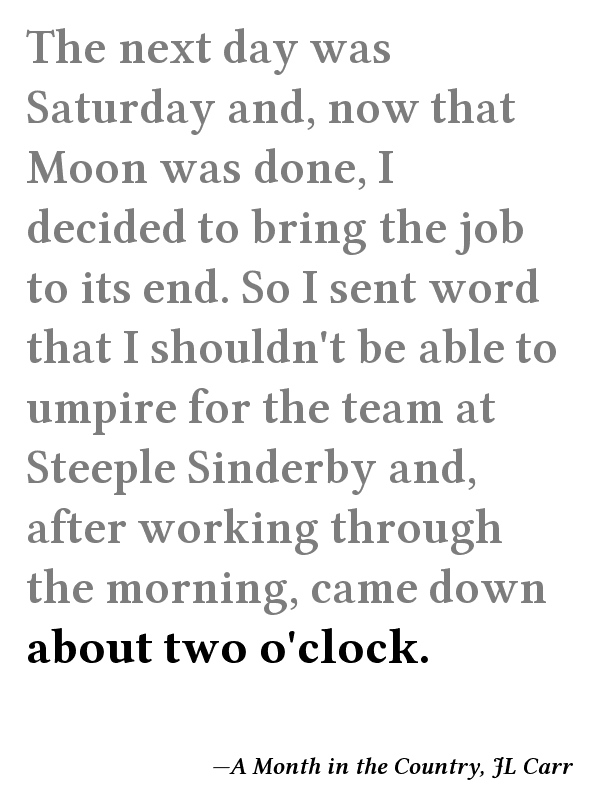 The next day was
Saturday and, now that
Moon was done, I
decided to bring the job
to its end. So I sent word
that I shouldn't be able to
umpire for the team at
Steeple Sinderby and,
after working through
the morning, came down
about two o'clock.
—A Month in the Country, JL Carr